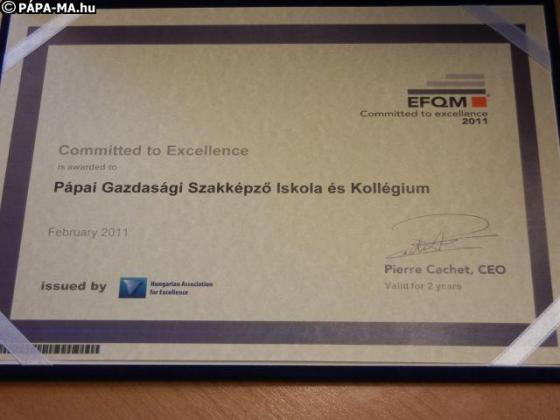 © PÁPA-MA.hu
EFQM
Committed to excellence
2011
Committed to Excellence
is awarded to
Pápai Gazdasági Szakképző Iskola és Kollégium
February 2011
Pierre Cachet, CEO
Valid for 2 years
issued by
Hungarian Association
for Excellence